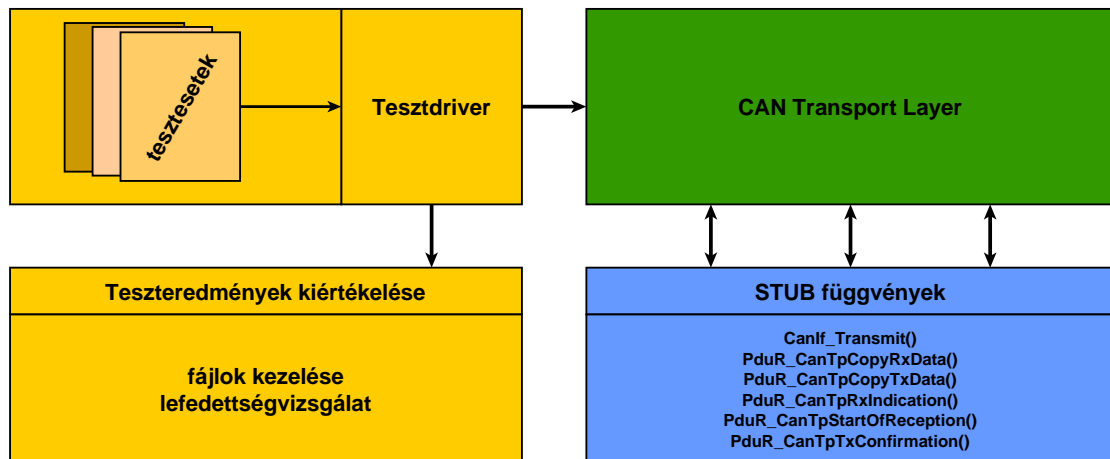 tesztesetek
Tesztdriver
CAN Transport Layer
Teszteredmények kiértékelése
fájlok kezelése
lefedettségvizsgálat
STUB függvények
CanIf_Transmit()
PduR_CanTpCopyRxData()
PduR_CanTpCopyTxData()
PduR_CanTpRxIndication()
PduR_CanTpStartOfReception()
PduR_CanTpTxConfirmation()